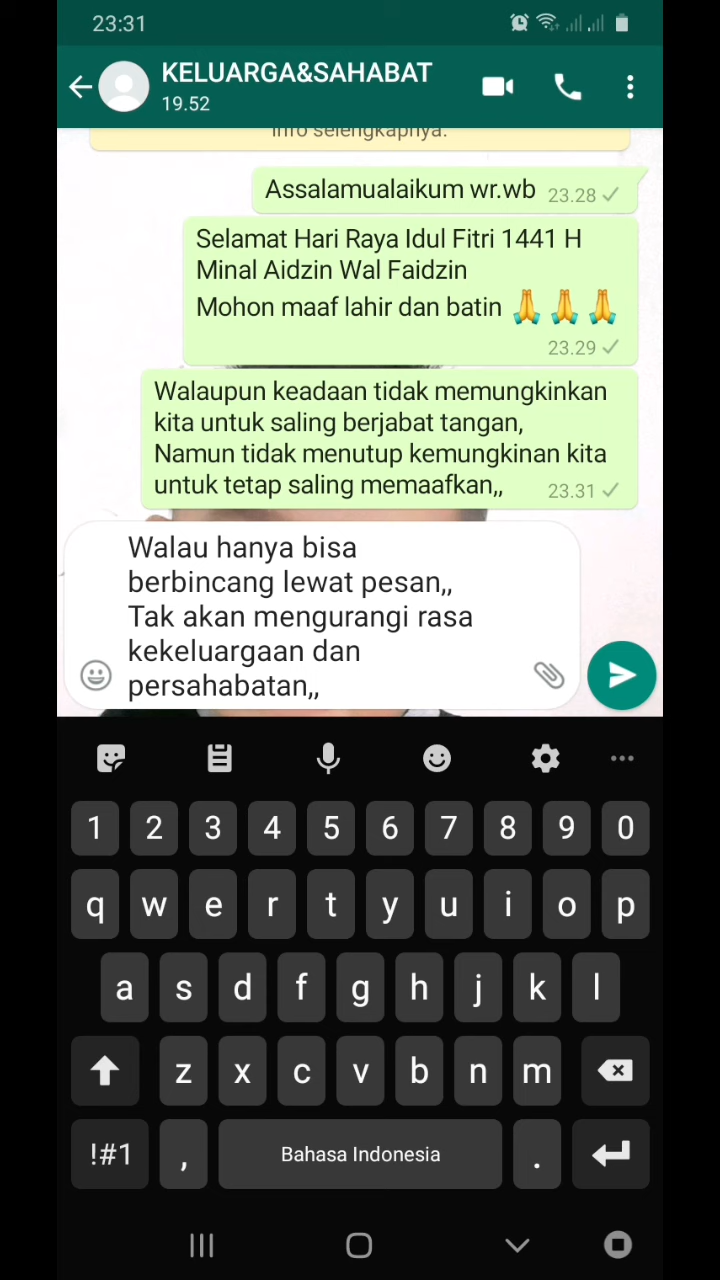 23:31
KELUARGA&SAHABAT
19.52
info selengkapnya.
Assalamualaikum wr.wb 23.28
Selamat Hari Raya Idul Fitri 1441 H
Minal Aidzin Wal Faidzin
Mohon maaf lahir dan batin 🙏 🙏 🙏
23.29
Walaupun keadaan tidak memungkinkan
kita untuk saling berjabat tangan,
Namun tidak menutup kemungkinan kita
untuk tetap saling memaafkan,, 23.31
Walau hanya bisa
berbincang lewat pesan,,
Tak akan mengurangi rasa
kekeluargaan dan
persahabatan,,
1 2 3 4 5 6 7 8 9 0
q w e r t y u i o p
a s d f g h j k l
z x c v b n m
!#1 , Bahasa Indonesia .